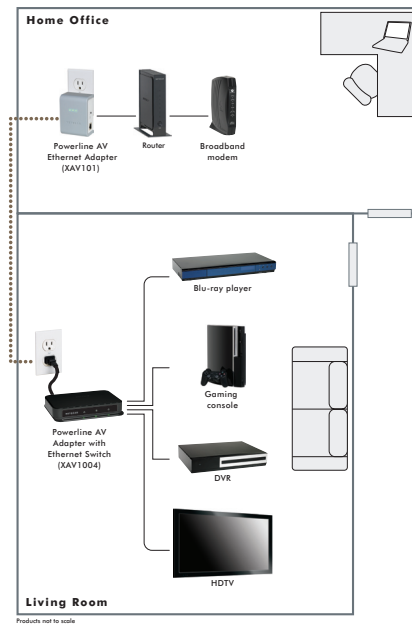 Home Office
Powerline AV
Ethernet Adapter
(XAV101)
Router
Broadband
modem
Blu-ray player
Gaming
console
Powerline AV
Adapter with
Ethernet Switch
(XAV1004)
DVR
HDTV
Living Room
Products not to scale